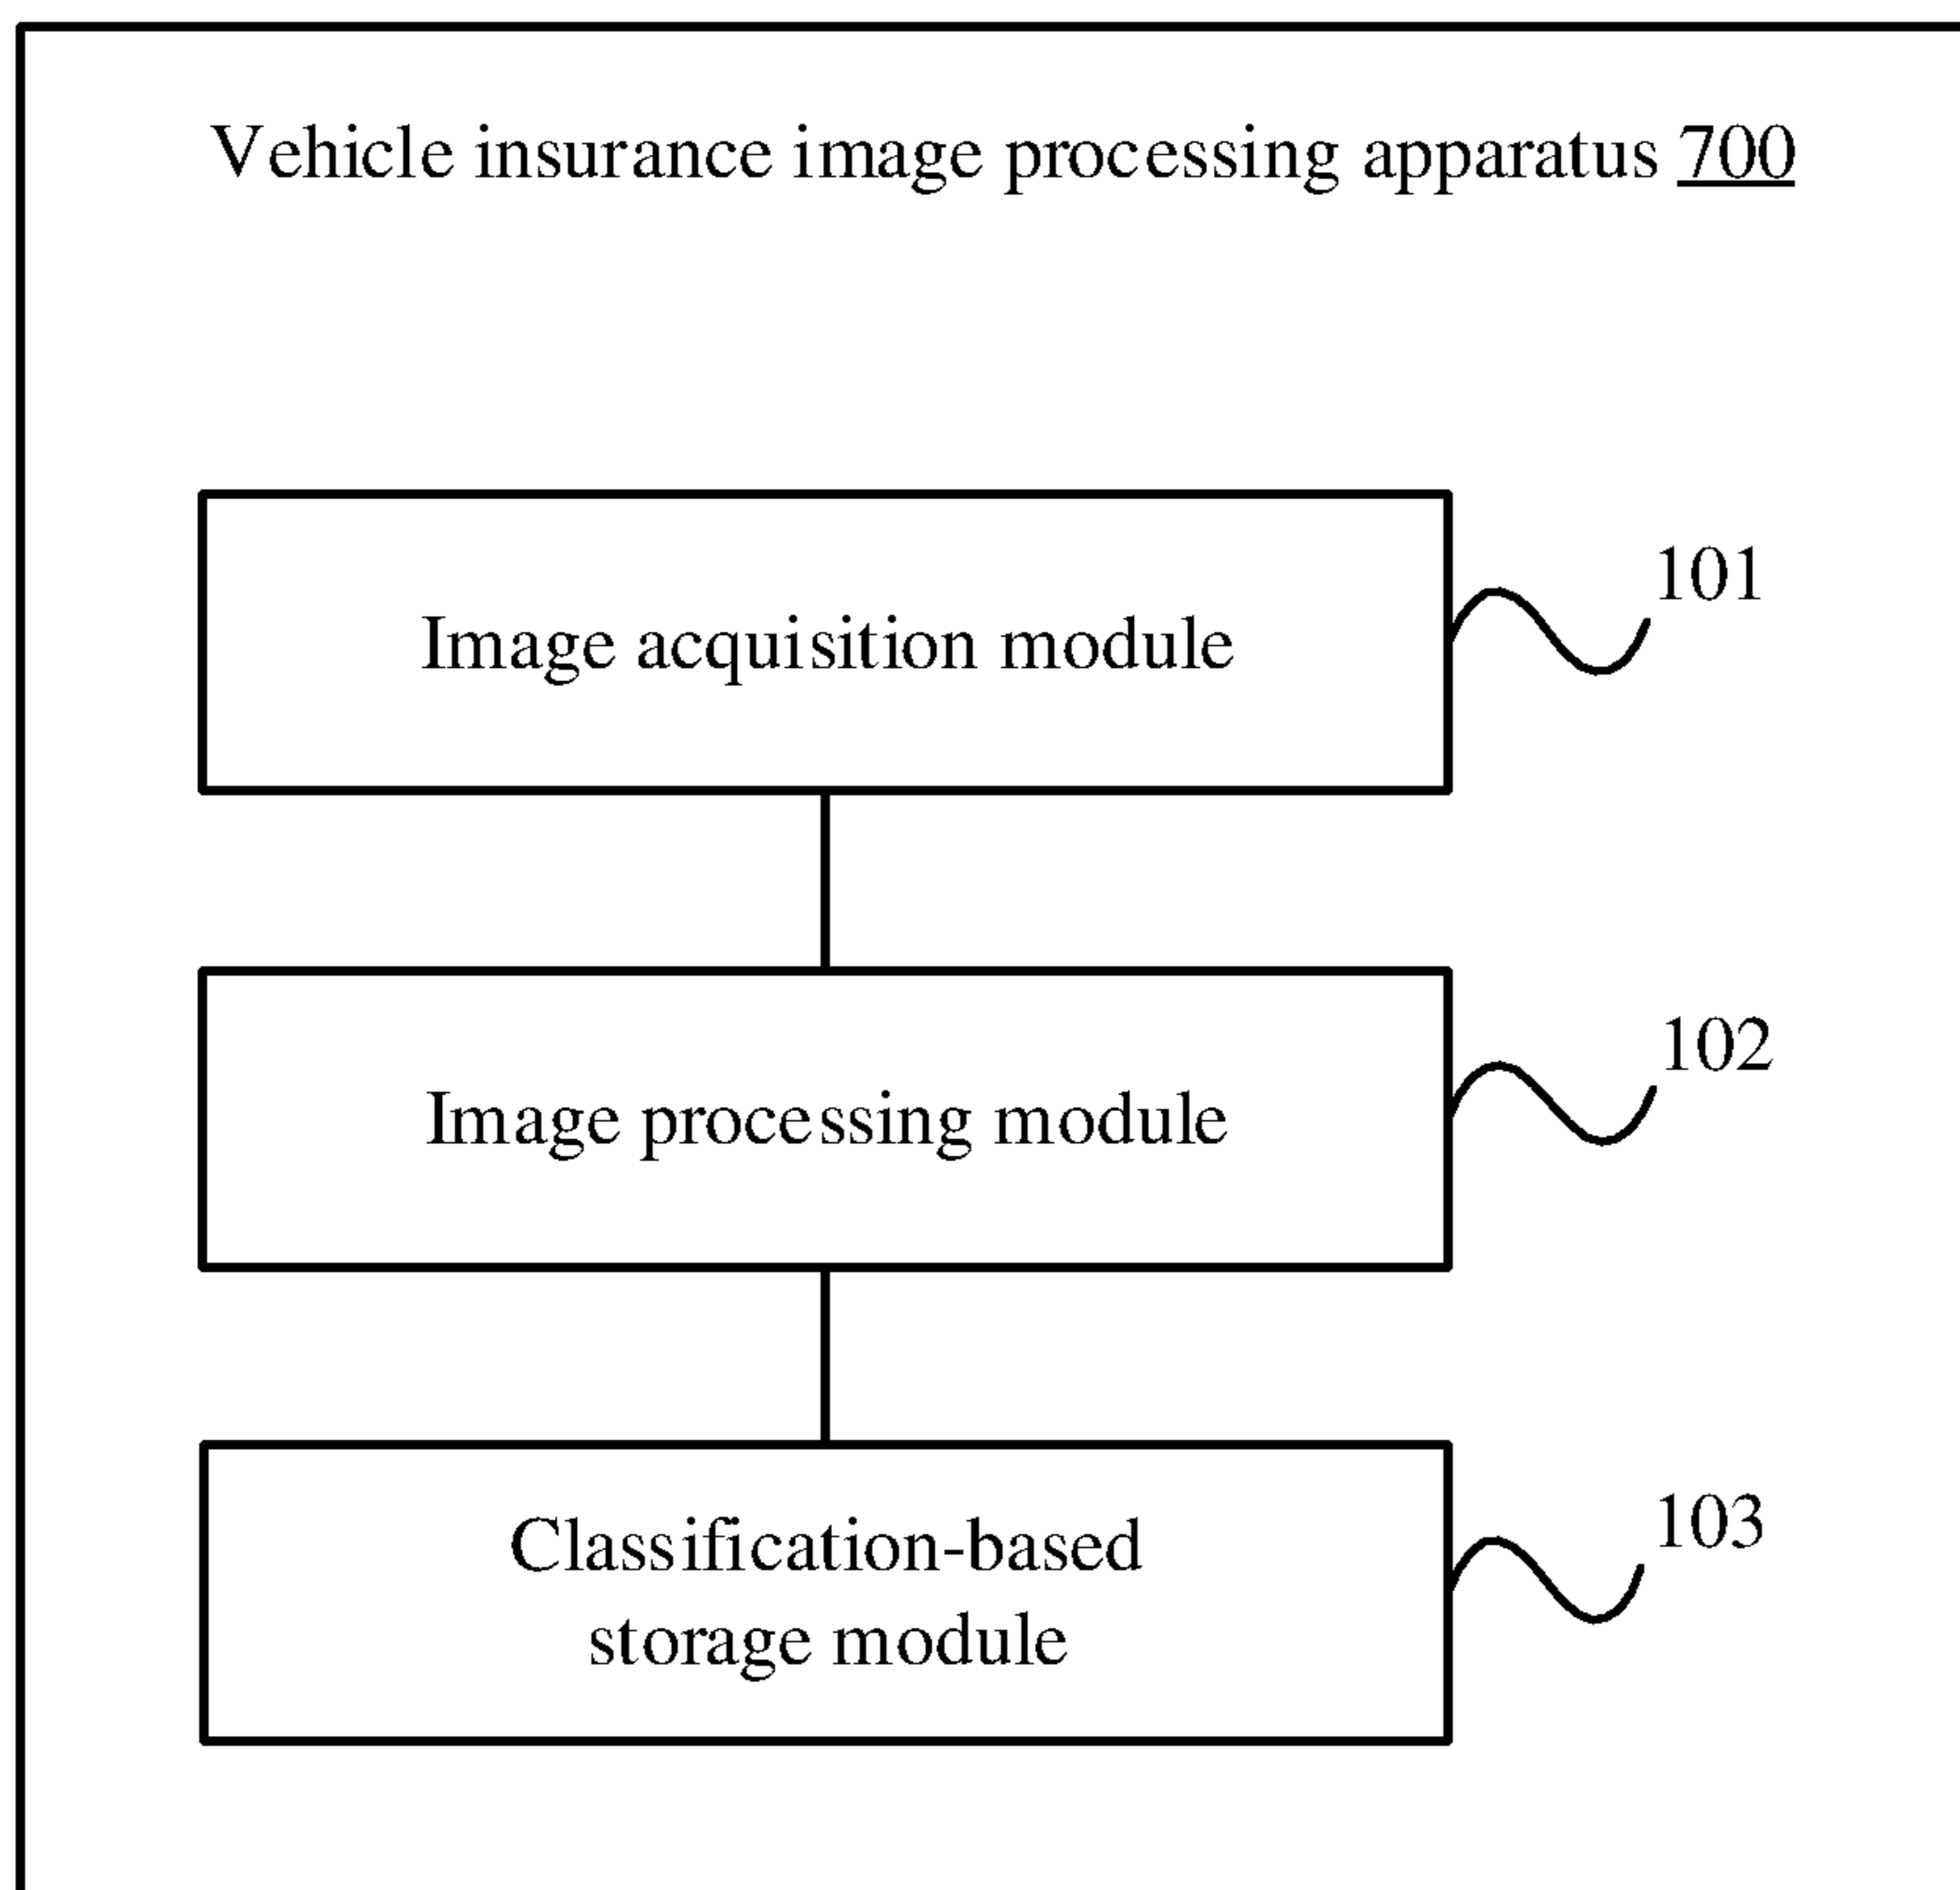 Vehicle insurance image processing apparatus 700
Image acquisition module
101
Image processing module
102
Classification-based
storage module
103